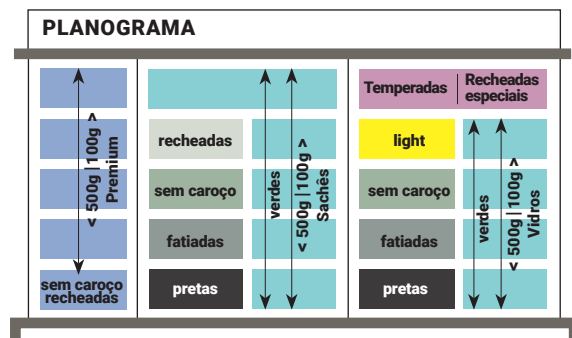 PLANOGRAMA
< 500g | 100g >
Premium
sem caroço
recheadas
recheadas
sem caroço
fatiadas
pretas
verdes
< 500g | 100g >
Sachês
Temperadas | Recheadas
especiais
light
sem caroço
fatiadas
pretas
verdes
< 500g | 100g >
Vidros